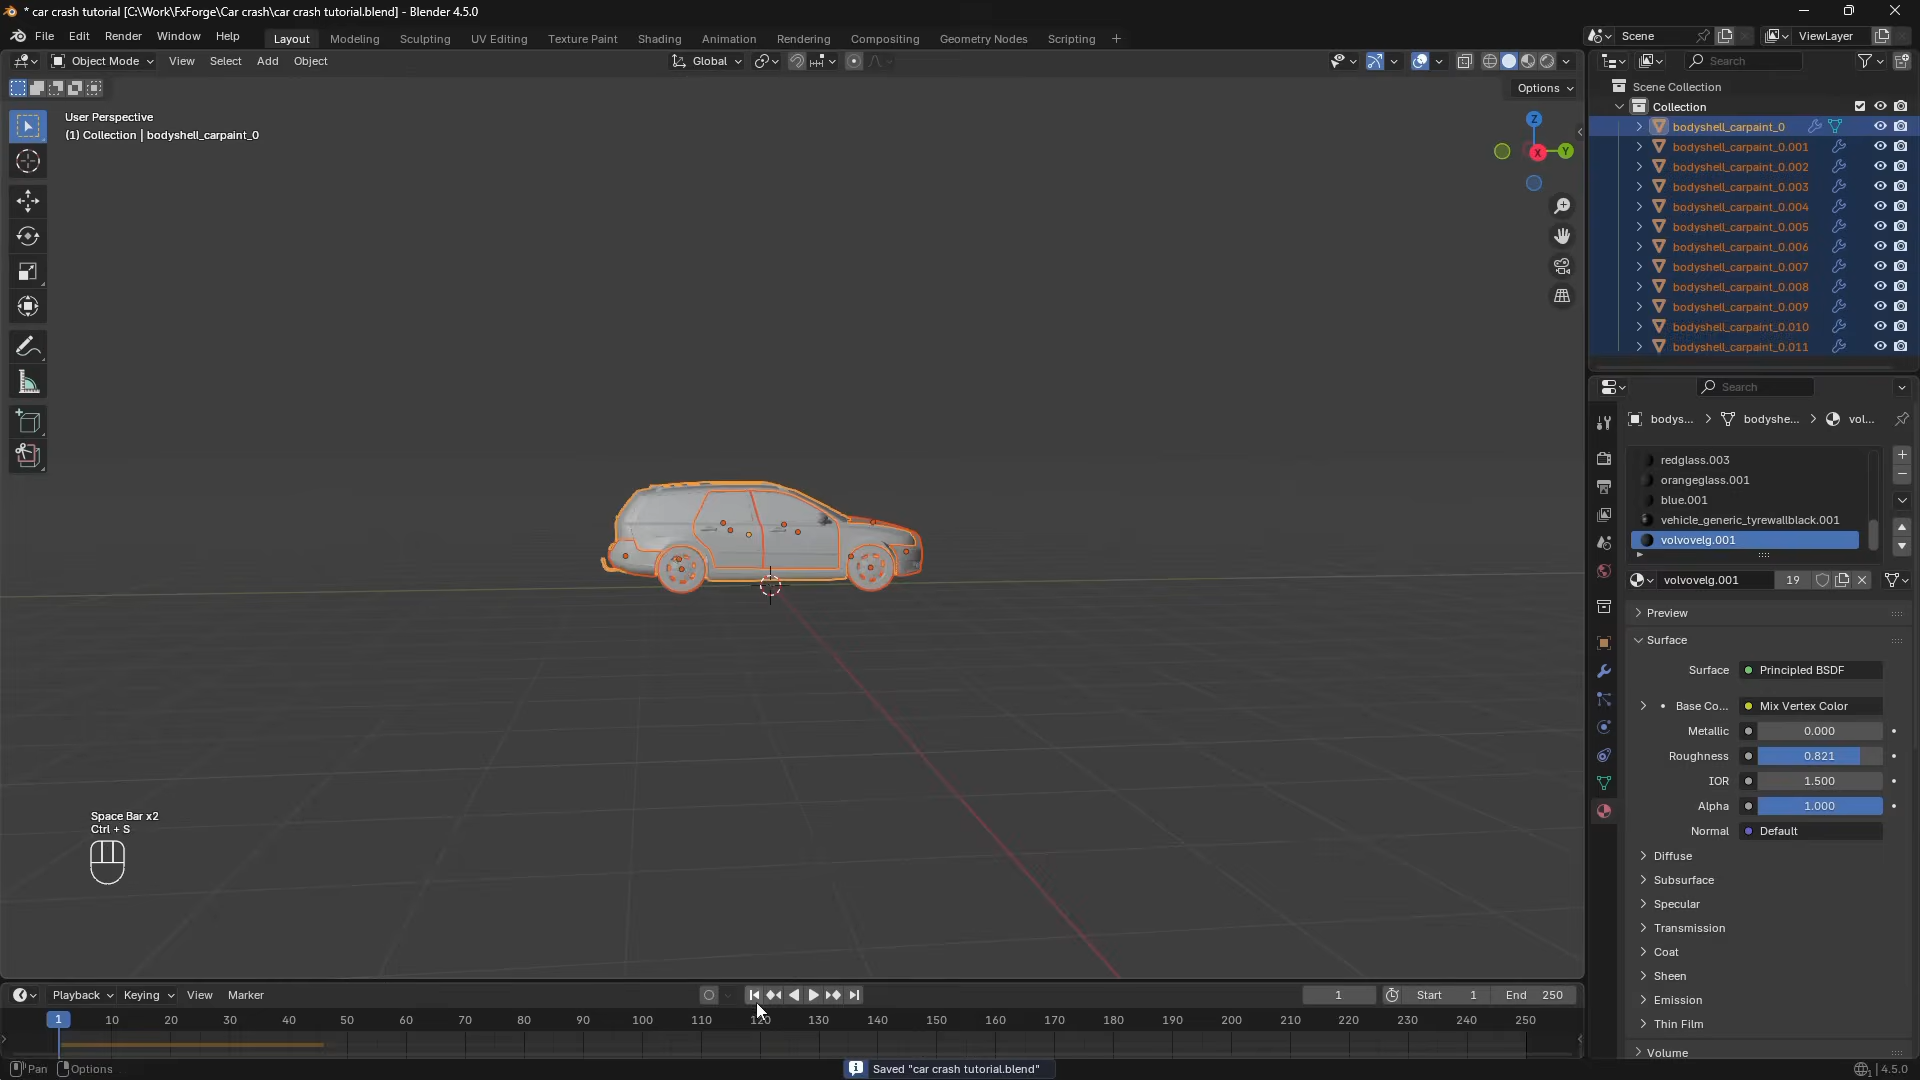 * car crash tutorial [C:\Work\FxForge\Car crash\car crash tutorial.blend] - Blender 4.5.0
File Edit Render Window Help Layout Modeling Sculpting UV Editing Texture Paint Shading Animation Rendering Compositing Geometry Nodes Scripting + Scene ViewLayer
Object Mode View Select Add Object Global Search
Options
Scene Collection
Collection
User Perspective
(1) Collection | bodyshell_carpaint_0
Z
Y
X
bodyshell_carpaint_0
bodyshell_carpaint_0.001
bodyshell_carpaint_0.002
bodyshell_carpaint_0.003
bodyshell_carpaint_0.004
bodyshell_carpaint_0.005
bodyshell_carpaint_0.006
bodyshell_carpaint_0.007
bodyshell_carpaint_0.008
bodyshell_carpaint_0.009
bodyshell_carpaint_0.010
bodyshell_carpaint_0.011
Search
bodys... > bodyshe... > vol...
redglass.003
orangeglass.001
blue.001
vehicle_generic_tyrewallblack.001
volvovelg.001
volvovelg.001 19
Preview
Surface
Surface Principled BSDF
Base Co... Mix Vertex Color
Metallic 0.000
Roughness 0.821
IOR 1.500
Alpha 1.000
Normal Default
Diffuse
Subsurface
Specular
Transmission
Coat
Sheen
Emission
Thin Film
Volume
Space Bar x2
Ctrl + S
Playback Keying View Marker 1 Start 1 End 250
1 10 20 30 40 50 60 70 80 90 100 110 120 130 140 150 160 170 180 190 200 210 220 230 240 250
Pan Options Saved "car crash tutorial.blend" 4.5.0